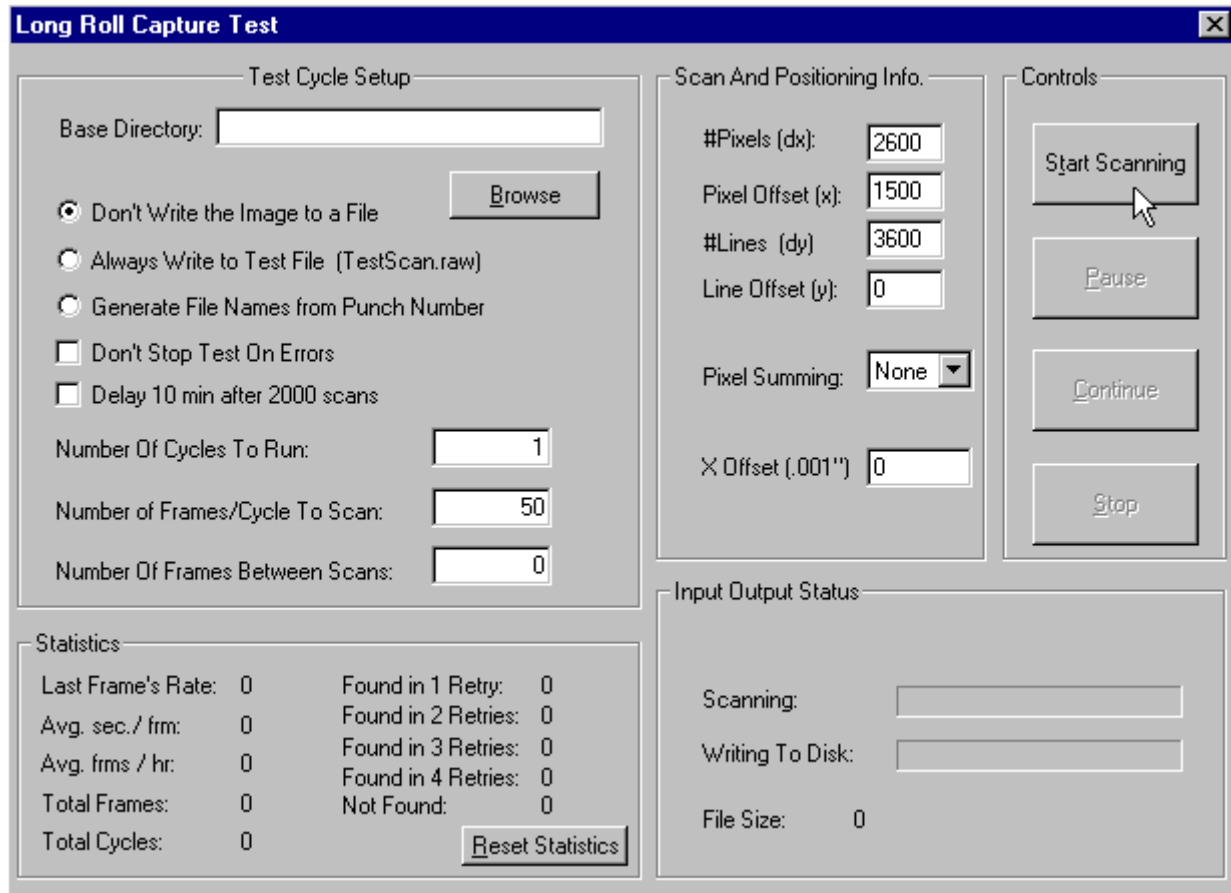 Long Roll Capture Test
Test Cycle Setup
Base Directory:
Browse
Don't Write the Image to a File
Always Write to Test File (TestScan.raw)
Generate File Names from Punch Number
Don't Stop Test On Errors
Delay 10 min after 2000 scans
Number Of Cycles To Run: 1
Number of Frames/Cycle To Scan: 50
Number Of Frames Between Scans: 0
Scan And Positioning Info.
#Pixels (dx): 2600
Pixel Offset (x): 1500
#Lines (dy) 3600
Line Offset (y): 0
Pixel Summing: None
X Offset (.001") 0
Controls
Start Scanning
Pause
Continue
Stop
Statistics
Last Frame's Rate: 0
Avg. sec./ frm: 0
Avg. frms / hr: 0
Total Frames: 0
Total Cycles: 0
Found in 1 Retry: 0
Found in 2 Retries: 0
Found in 3 Retries: 0
Found in 4 Retries: 0
Not Found: 0
Reset Statistics
Input Output Status
Scanning:
Writing To Disk:
File Size: 0